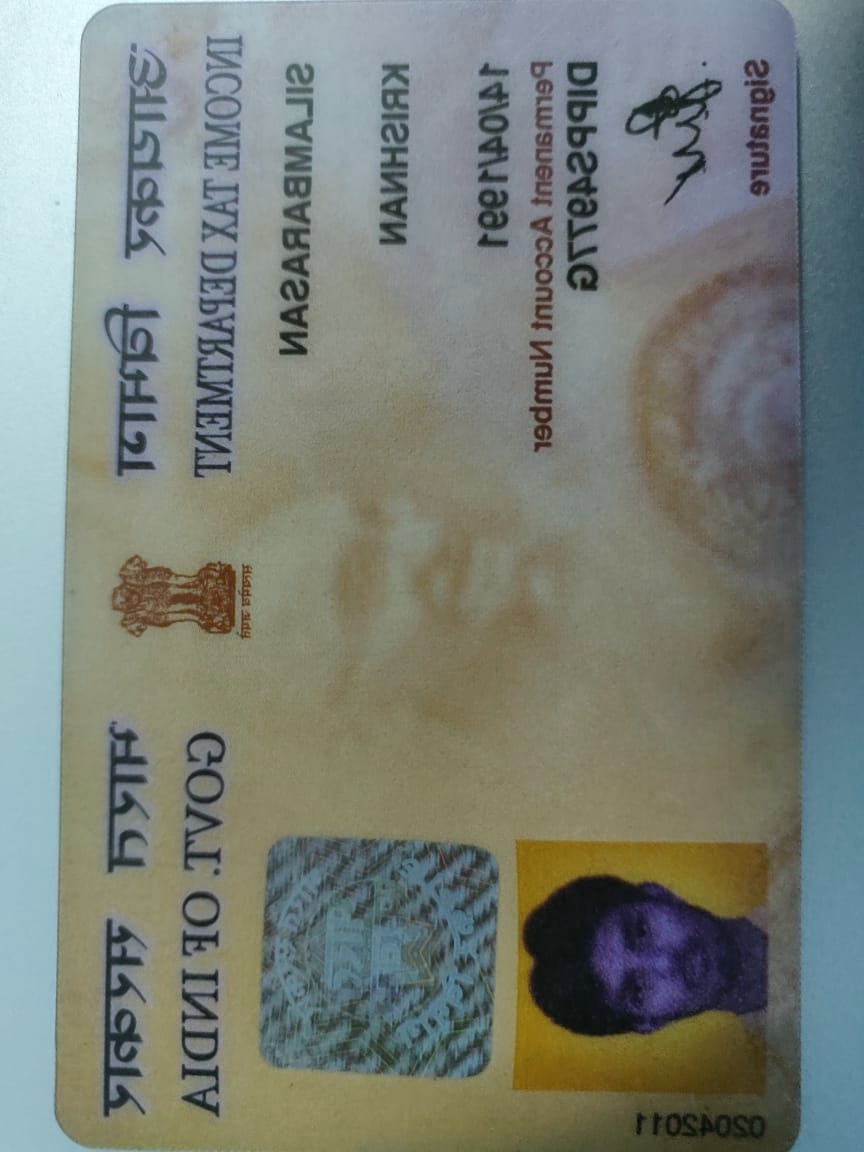 आयकर विभाग
INCOME TAX DEPARTMENT
सत्यमेव जयते
भारत सरकार
GOVT. OF INDIA
SILAMBARASAN
KRISHNAN
14/04/1991
Permanent Account Number
DIPPS4977G
Signature
02042011